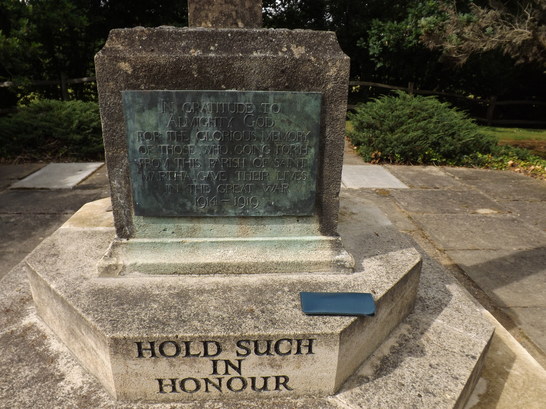 IN GRATITUDE TO
ALMIGHTY GOD
FOR THE GLORIOUS MEMORY
OF THOSE WHO GOING FORTH
FROM THE PARISH OF SAINT
MARTHA GAVE THEIR LIVES
IN THE GREAT WAR
1914–1919
HOLD SUCH
IN
HONOUR